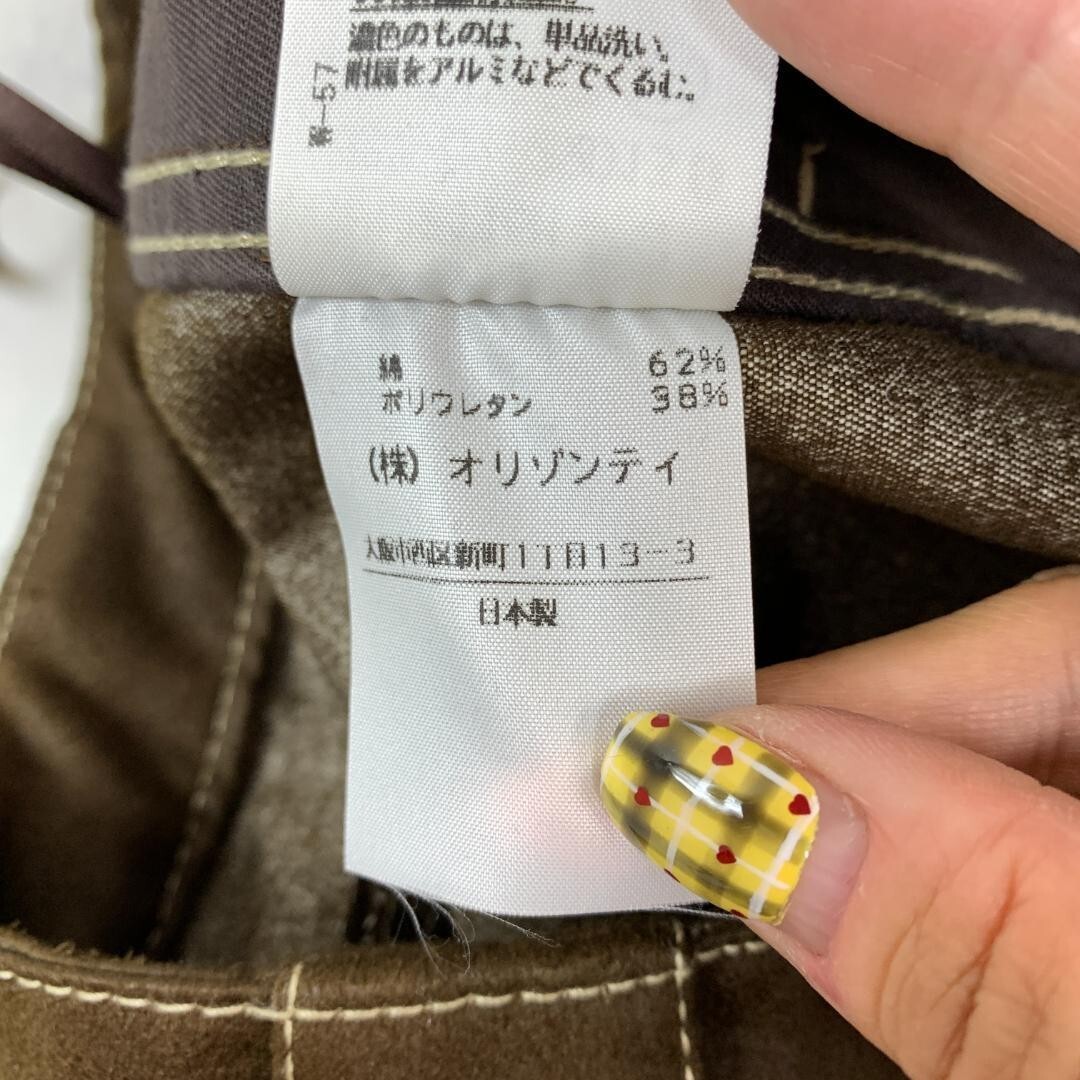 濃色のものは、単品洗い。
附属をアルミなどでくるむ。
綿 62%
ポリウレタン 38%
(株) オリゾンティ
大阪市西区新町1丁目13-3
日本製